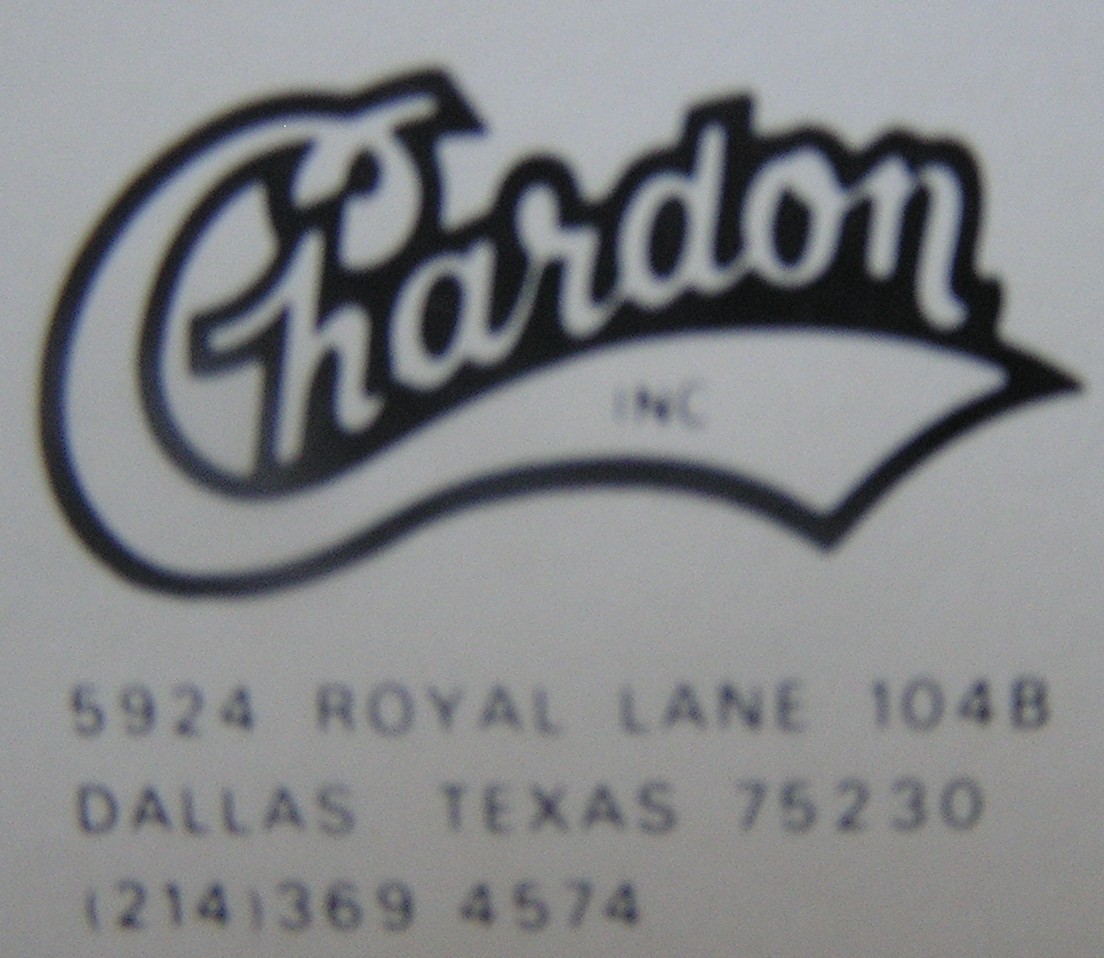 Chardon
INC
5924 ROYAL LANE 104B
DALLAS TEXAS 75230
(214)369 4574